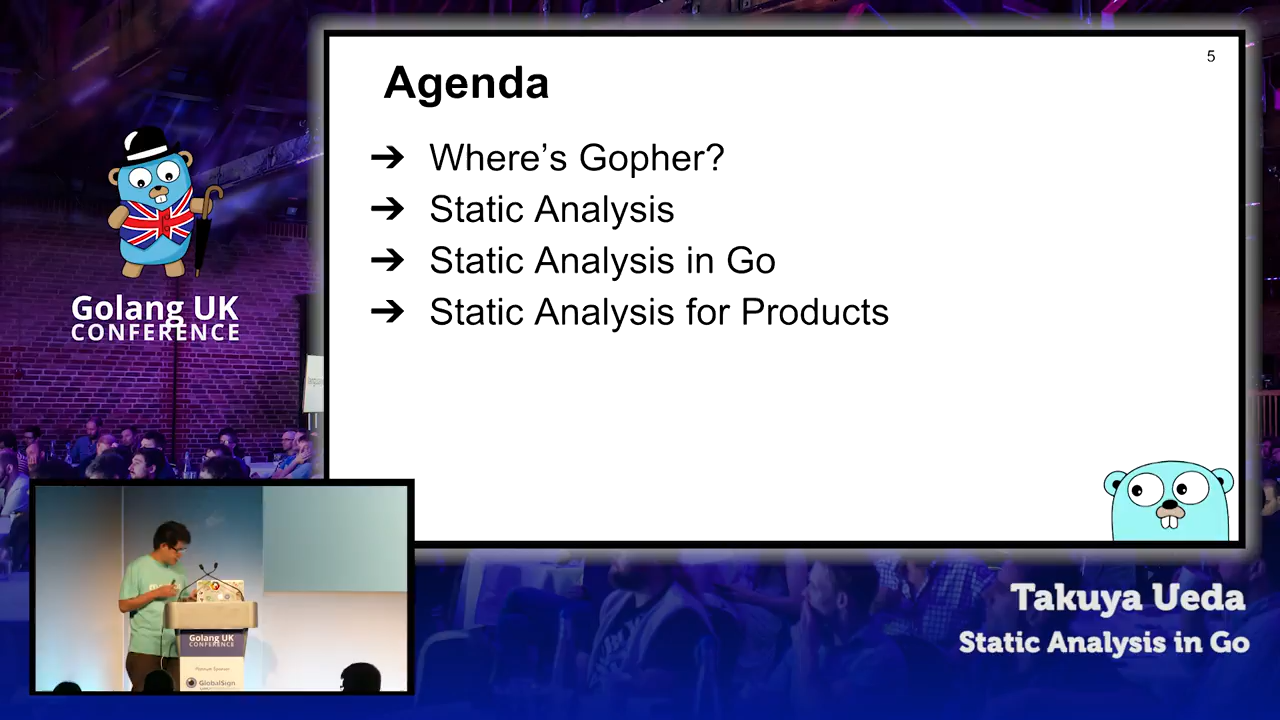 5
Agenda
➔ Where's Gopher?
➔ Static Analysis
➔ Static Analysis in Go
➔ Static Analysis for Products
Golang UK
CONFERENCE
Golang UK
CONFERENCE
GlobalSign
Takuya Ueda
Static Analysis in Go